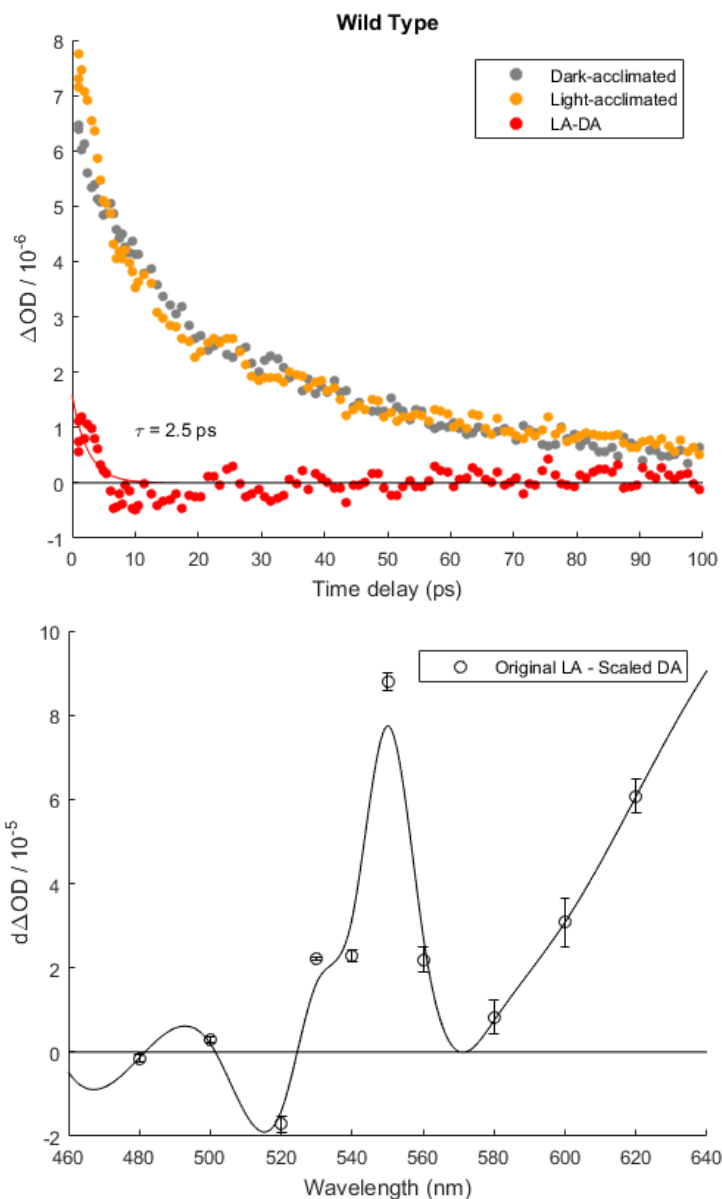 Wild Type
8
7
6
5
4
3
2
1
0
-1
ΔOD / 10⁻⁶
Dark-acclimated
Light-acclimated
LA-DA
τ = 2.5 ps
0 10 20 30 40 50 60 70 80 90 100
Time delay (ps)
10
8
6
4
2
0
-2
dΔOD / 10⁻⁵
Original LA - Scaled DA
460 480 500 520 540 560 580 600 620 640
Wavelength (nm)